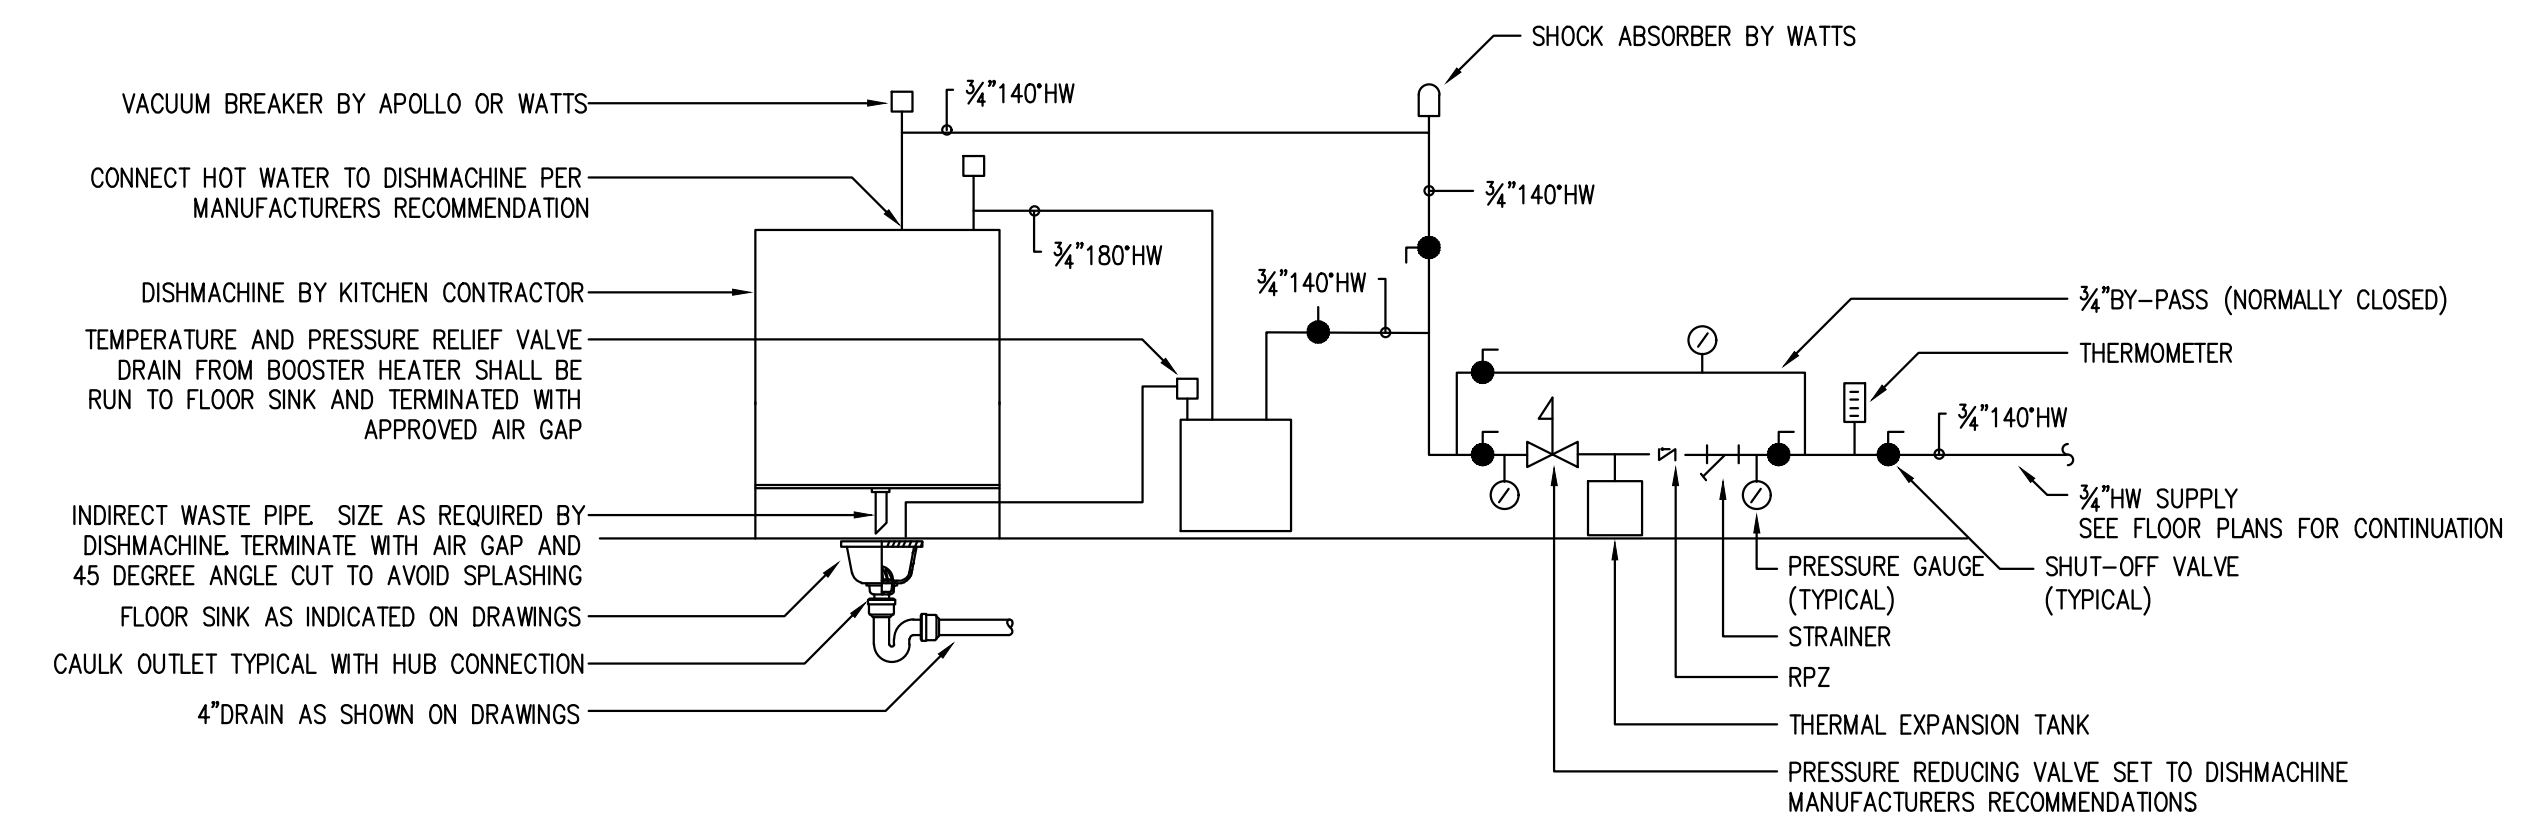 SHOCK ABSORBER BY WATTS
VACUUM BREAKER BY APOLLO OR WATTS
¾"140°HW
CONNECT HOT WATER TO DISHMACHINE PER
MANUFACTURERS RECOMMENDATION
¾"140°HW
¾"180°HW
¾"140°HW
DISHMACHINE BY KITCHEN CONTRACTOR
¾"BY-PASS (NORMALLY CLOSED)
TEMPERATURE AND PRESSURE RELIEF VALVE
DRAIN FROM BOOSTER HEATER SHALL BE
RUN TO FLOOR SINK AND TERMINATED WITH
APPROVED AIR GAP
THERMOMETER
¾"140°HW
¾"HW SUPPLY
SEE FLOOR PLANS FOR CONTINUATION
INDIRECT WASTE PIPE. SIZE AS REQUIRED BY
DISHMACHINE. TERMINATE WITH AIR GAP AND
45 DEGREE ANGLE CUT TO AVOID SPLASHING
PRESSURE GAUGE
(TYPICAL)
SHUT-OFF VALVE
(TYPICAL)
FLOOR SINK AS INDICATED ON DRAWINGS
STRAINER
CAULK OUTLET TYPICAL WITH HUB CONNECTION
RPZ
4"DRAIN AS SHOWN ON DRAWINGS
THERMAL EXPANSION TANK
PRESSURE REDUCING VALVE SET TO DISHMACHINE
MANUFACTURERS RECOMMENDATIONS.